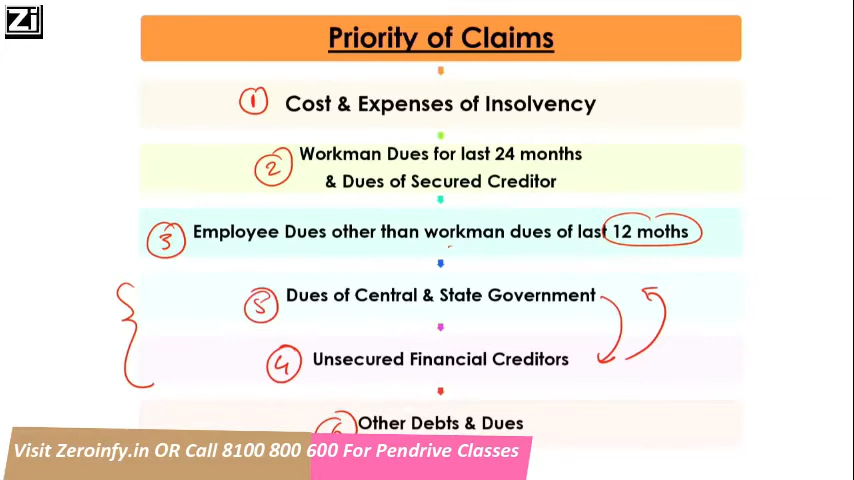 Zi
Priority of Claims
1 Cost & Expenses of Insolvency
2 Workman Dues for last 24 months
& Dues of Secured Creditor
3 Employee Dues other than workman dues of last 12 moths
5 Dues of Central & State Government
4 Unsecured Financial Creditors
6 Other Debts & Dues
Visit Zeroinfy.in OR Call 8100 800 600 For Pendrive Classes